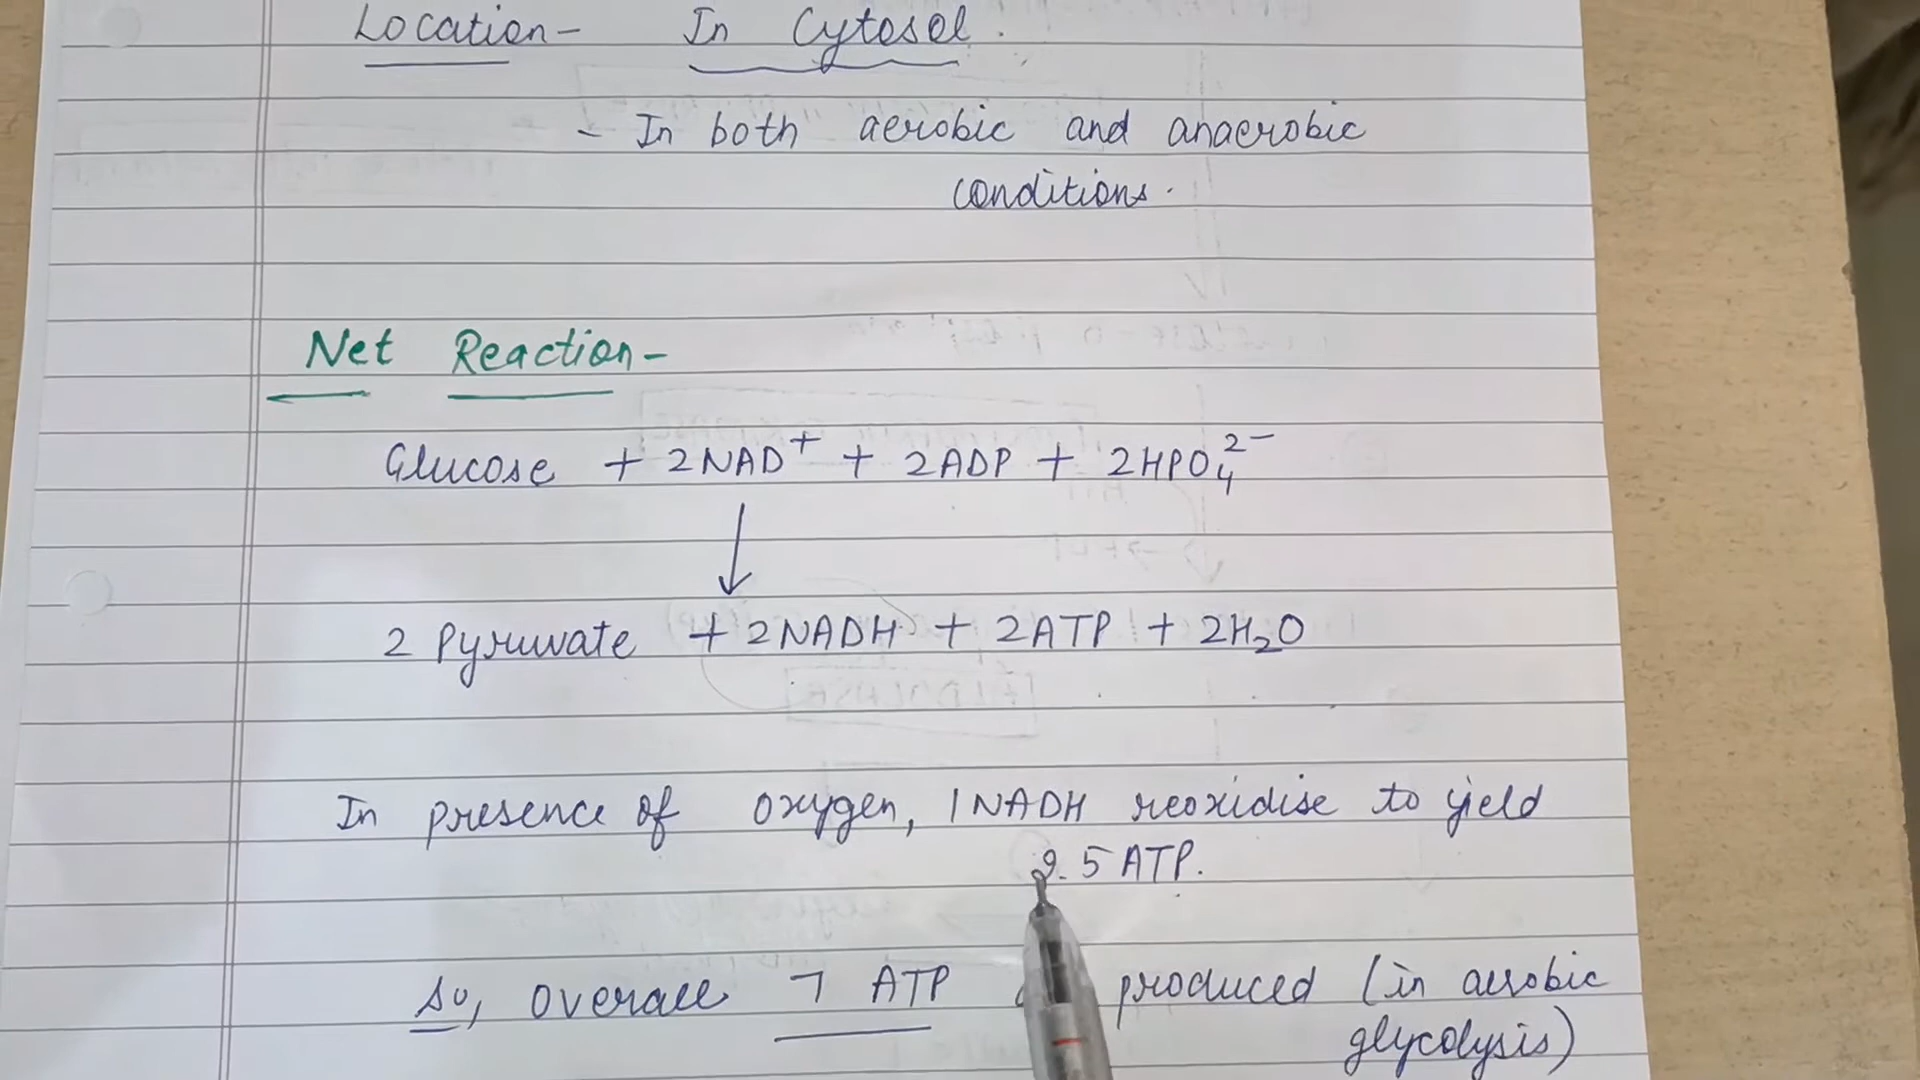 Location - In Cytosol.
- In both aerobic and anaerobic
conditions.
Net Reaction-
Glucose + 2NAD⁺ + 2ADP + 2HPO₄²⁻
↓
2 Pyruvate + 2NADH + 2ATP + 2H₂O
In presence of oxygen, 1NADH reoxidise to yield
2.5 ATP.
So, overall 7 ATP produced (in aerobic
glycolysis)